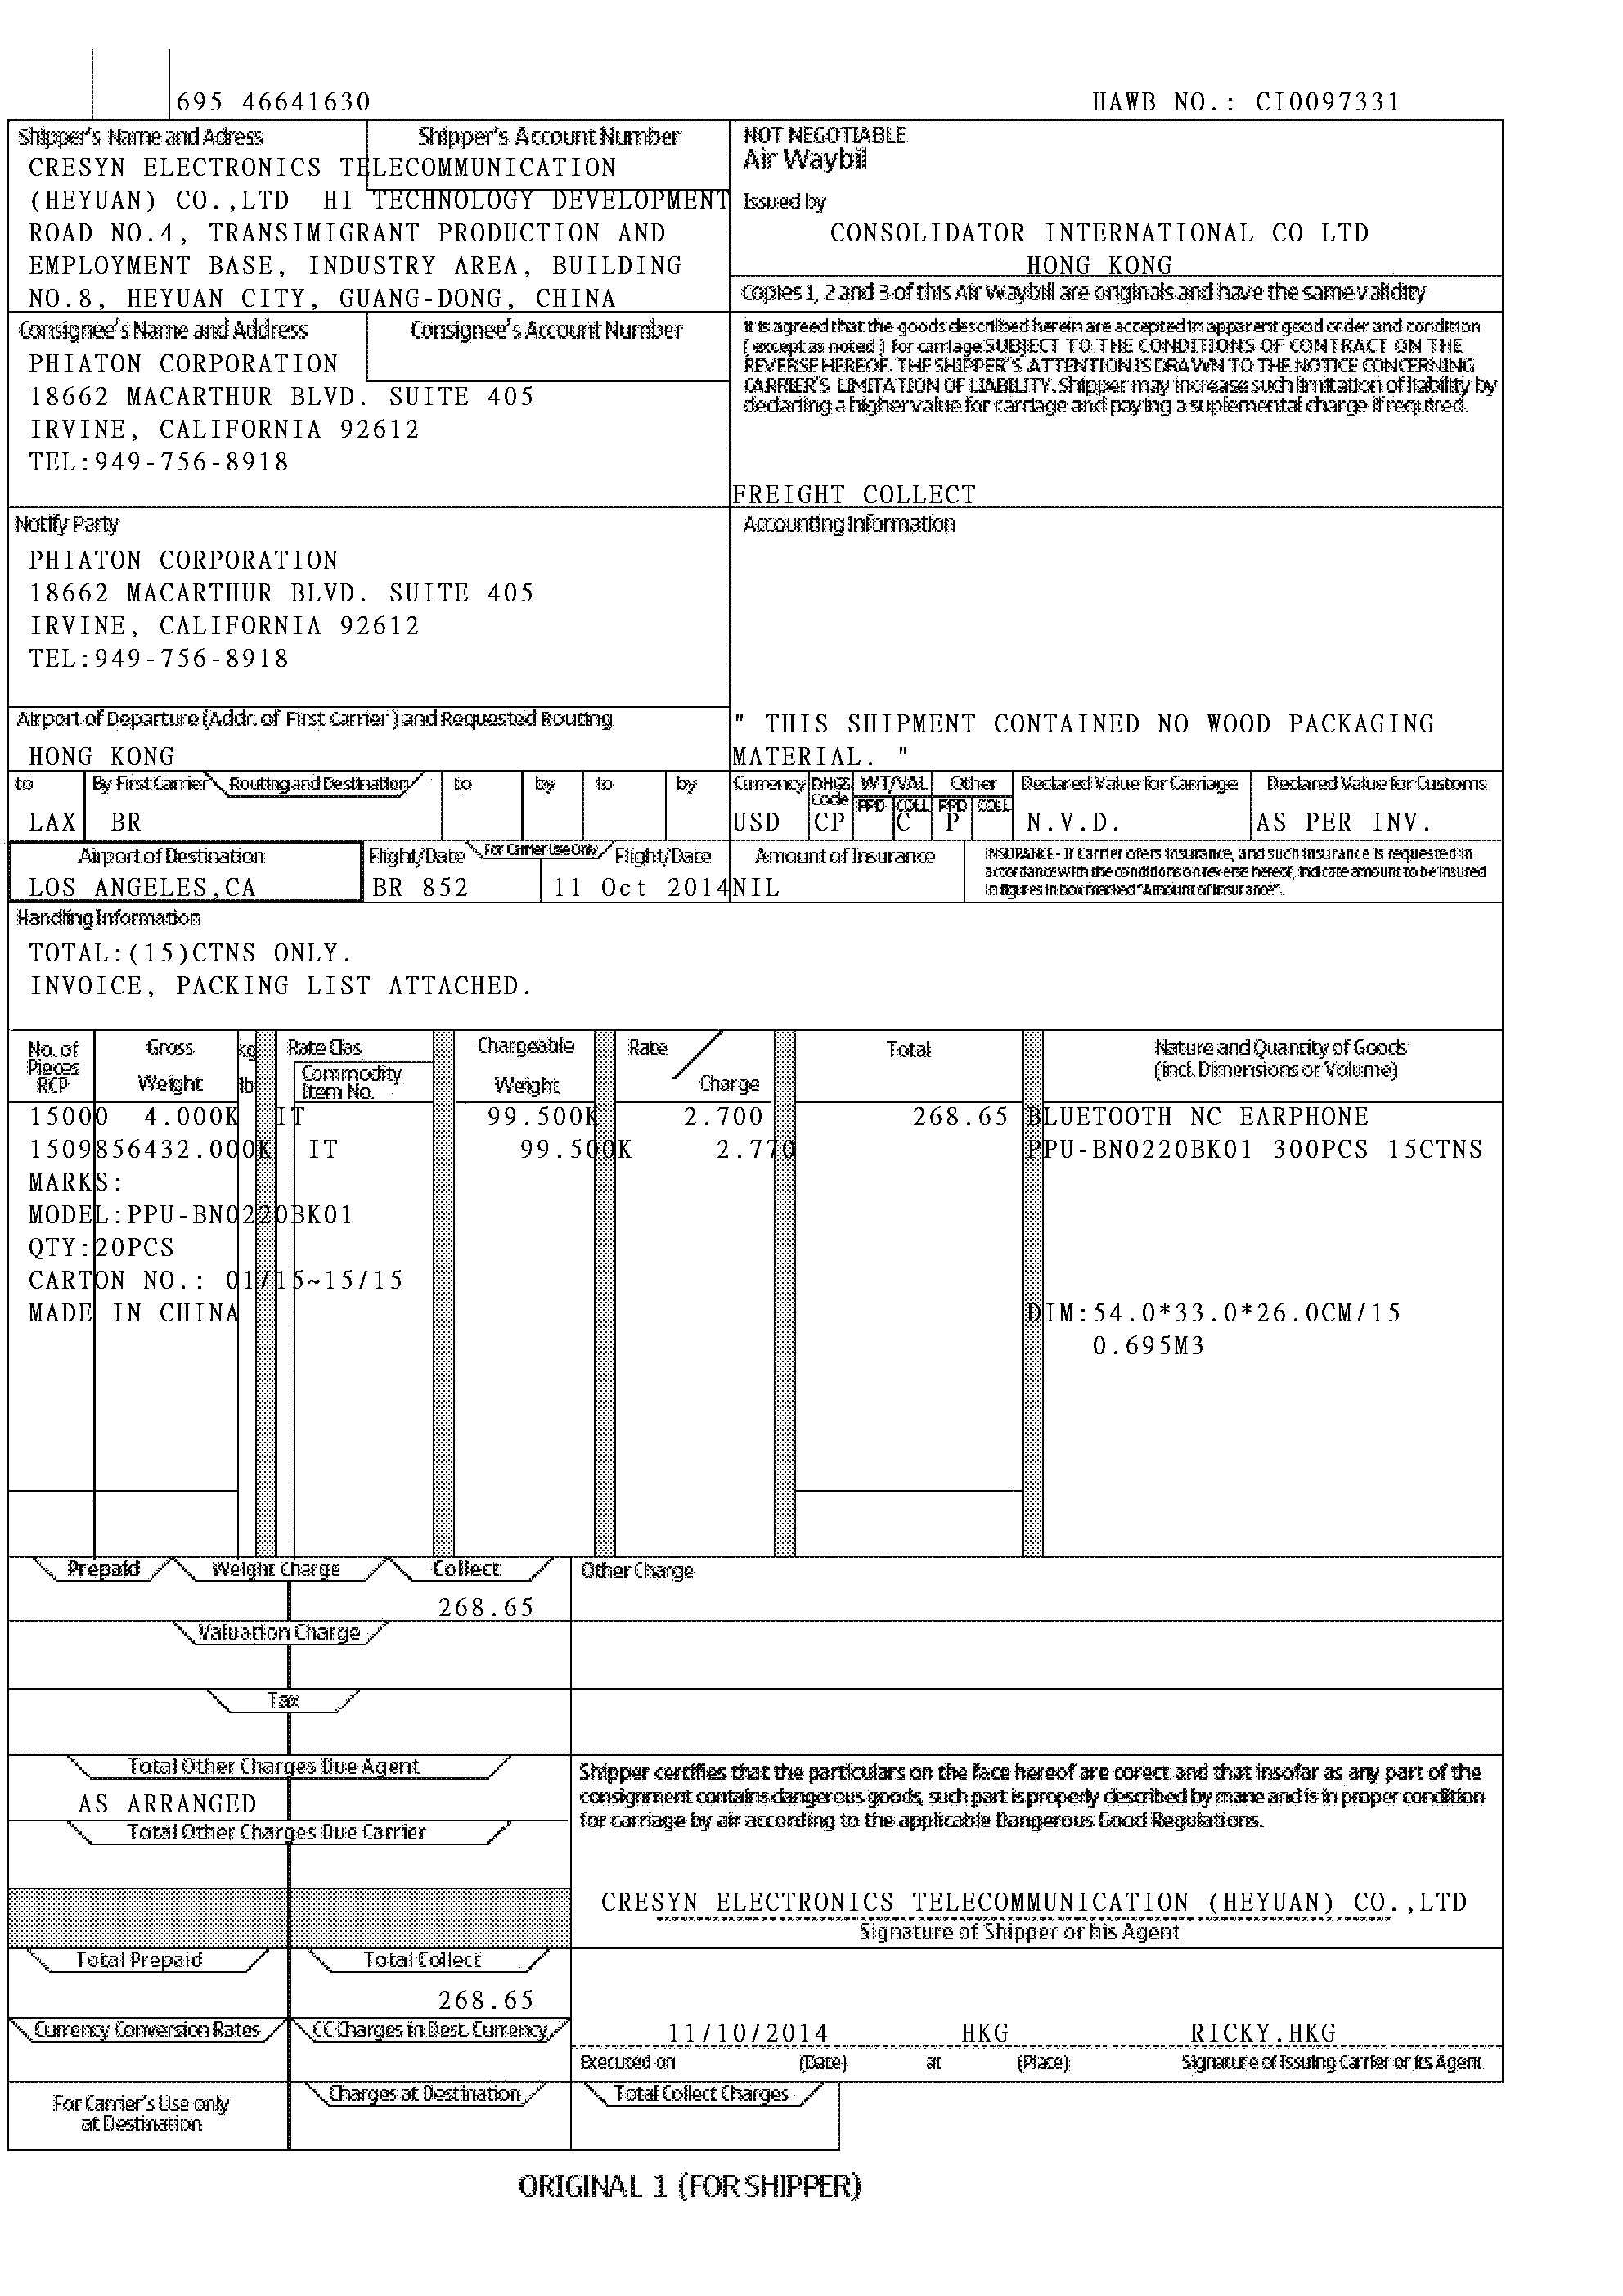 695 46641630 HAWB NO.: CI0097331
Shipper's Name and Adress Shipper's Account Number
CRESYN ELECTRONICS TELECOMMUNICATION
(HEYUAN) CO.,LTD HI TECHNOLOGY DEVELOPMENT
ROAD NO.4, TRANSIMIGRANT PRODUCTION AND
EMPLOYMENT BASE, INDUSTRY AREA, BUILDING
NO.8, HEYUAN CITY, GUANG-DONG, CHINA
NOT NEGOTIABLE
Air Waybil
Issued by
CONSOLIDATOR INTERNATIONAL CO LTD
HONG KONG
Copies 1, 2 and 3 of this Air Waybill are originals and have the same validity
Consignee's Name and Address Consignee's Account Number
PHIATON CORPORATION
18662 MACARTHUR BLVD. SUITE 405
IRVINE, CALIFORNIA 92612
TEL:949-756-8918
It is agreed that the goods described herein are accepted in apparent good order and condition
( except as noted ) for carriage SUBJECT TO THE CONDITIONS OF CONTRACT ON THE
REVERSE HEREOF. THE SHIPPER'S ATTENTION IS DRAWN TO THE NOTICE CONCERNING
CARRIER'S LIMITATION OF LIABILITY. Shipper may increase such limitation of liability by
declaring a higher value for carriage and paying a suplemental charge if required.
FREIGHT COLLECT
Notify Party
PHIATON CORPORATION
18662 MACARTHUR BLVD. SUITE 405
IRVINE, CALIFORNIA 92612
TEL:949-756-8918
Accounting Information
Airport of Departure (Addr. of First Carrier ) and Requested Routing
HONG KONG
" THIS SHIPMENT CONTAINED NO WOOD PACKAGING
MATERIAL. "
to By First Carrier Routing and Destination to by to by Currency CHGS Code WT/VAL Other Declared Value for Carriage Declared Value for Customs
PPD COLL PPD COLL
LAX BR USD CP C P N.V.D. AS PER INV.
Airport of Destination Flight/Date For Carrier Use Only Flight/Date Amount of Insurance
LOS ANGELES,CA BR 852 11 Oct 2014 NIL
INSURANCE - If Carrier ofers Insurance, and such Insurance is requested in
accordance with the conditions on reverse hereof, indicate amount to be insured
in figures in box marked "Amount of Insurance".
Handling Information
TOTAL:(15)CTNS ONLY.
INVOICE, PACKING LIST ATTACHED.
No. of Pieces RCP Gross Weight kg lb Rate Clas Commodity Item No. Chargeable Weight Rate / Charge Total Nature and Quantity of Goods
(incl. Dimensions or Volume)
15000 4.000K IT 99.500K 2.700 268.65 BLUETOOTH NC EARPHONE
1509856432.000K IT 99.500K 2.770 PPU-BN0220BK01 300PCS 15CTNS
MARKS:
MODEL:PPU-BN0220BK01
QTY:20PCS
CARTON NO.: 01/15~15/15
MADE IN CHINA DIM:54.0*33.0*26.0CM/15
0.695M3
Prepaid Weight Charge Collect Other Charge
268.65
Valuation Charge
Tax
Total Other Charges Due Agent
AS ARRANGED
Total Other Charges Due Carrier
Shipper certifies that the particulars on the face hereof are corect and that insofar as any part of the
consignment contains dangerous goods, such part is properly described by mane and is in proper condition
for carriage by air according to the applicable Dangerous Good Regulations.
CRESYN ELECTRONICS TELECOMMUNICATION (HEYUAN) CO.,LTD
Signature of Shipper or his Agent
Total Prepaid Total Collect
268.65
Currency Conversion Rates CC Charges in Dest. Currency
11/10/2014 HKG RICKY.HKG
Executed on (Date) at (Place) Signature of Issuing Carrier or its Agent
For Carrier's Use only
at Destination
Charges at Destination Total Collect Charges
ORIGINAL 1 (FOR SHIPPER)